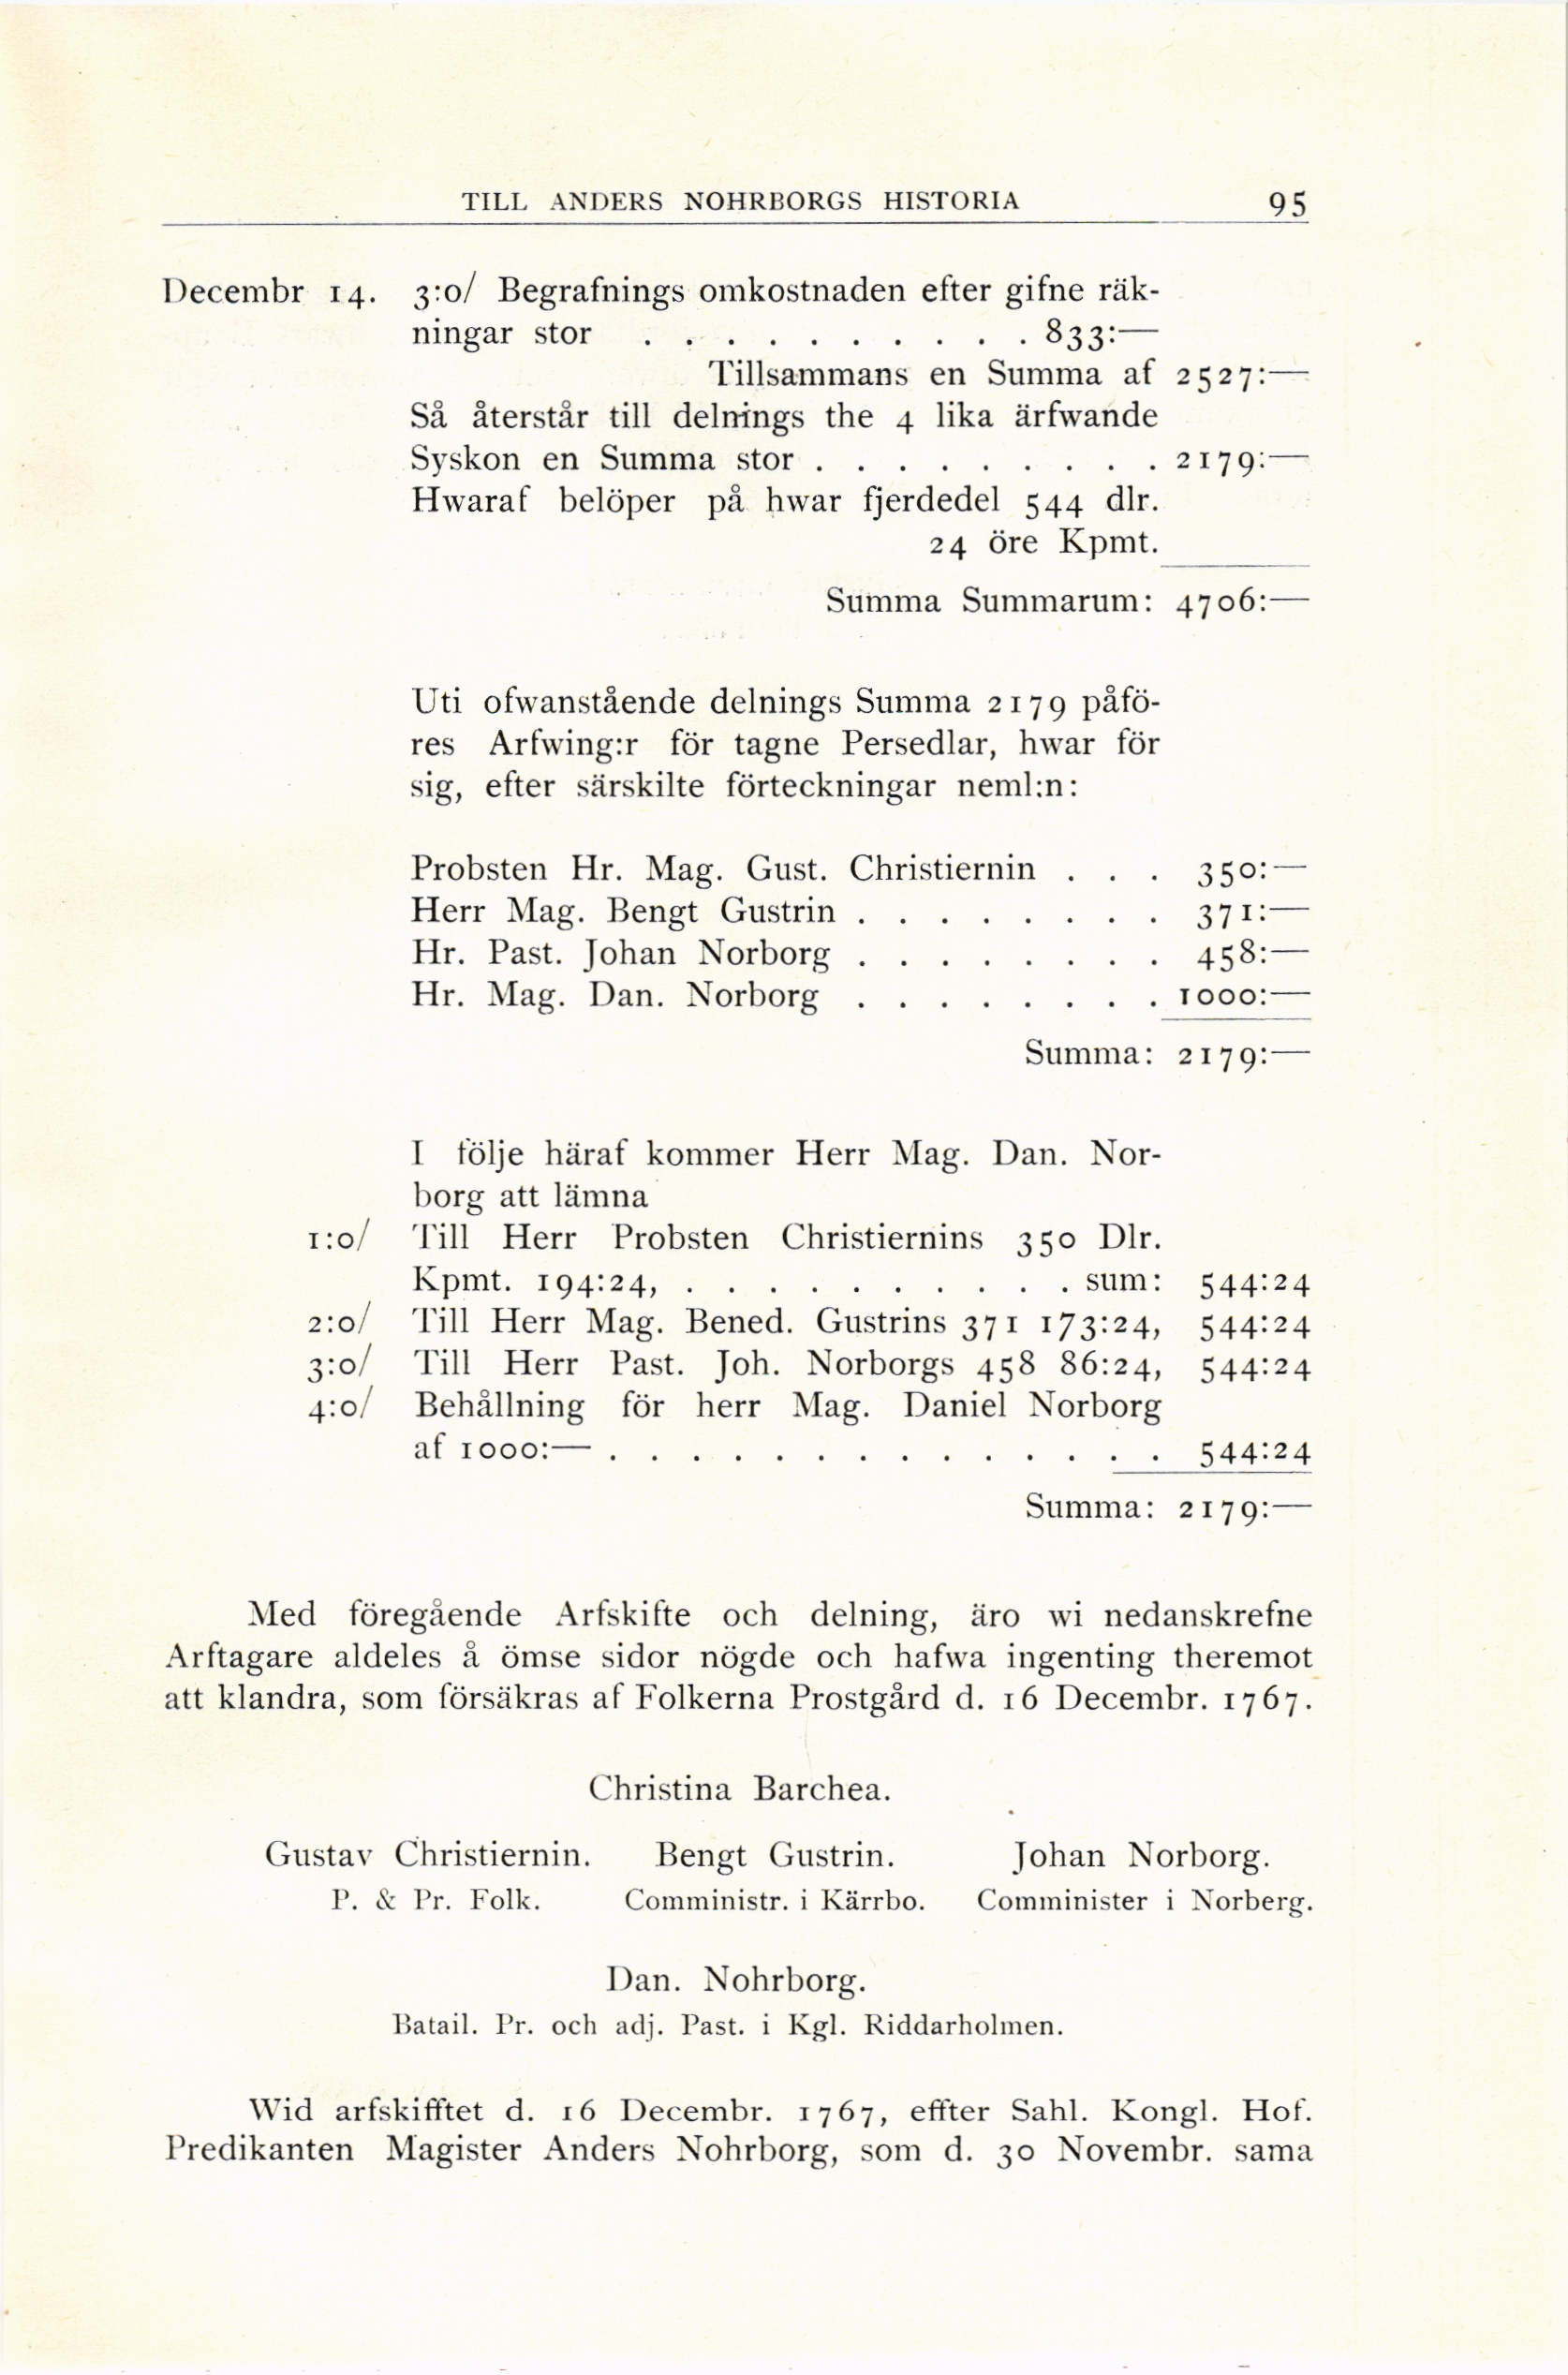 TILL ANDERS NOHRBORGS HISTORIA 95
Decembr 14. 3:o/ Begrafnings omkostnaden efter gifne räk-
ningar stor . . . . . . . . . . 833:—
Tillsammans en Summa af 2527:—
Så återstår till delnings the 4 lika ärfwande
Syskon en Summa stor . . . . . . . . . 2179:—
Hwaraf belöper på hwar fjerdedel 544 dlr.
24 öre Kpmt.
Summa Summarum: 4706:—
Uti ofwanstående delnings Summa 2179 påfö-
res Arfwing:r för tagne Persedlar, hwar för
sig, efter särskilte förteckningar neml:n:
Probsten Hr. Mag. Gust. Christiernin . . . 350:—
Herr Mag. Bengt Gustrin . . . . . . . . 371:—
Hr. Past. Johan Norborg . . . . . . . . 458:—
Hr. Mag. Dan. Norborg . . . . . . . . 1000:—
Summa: 2179:—
I följe häraf kommer Herr Mag. Dan. Nor-
borg att lämna
1:o/ Till Herr Probsten Christiernins 350 Dlr.
Kpmt. 194:24, . . . . . . . . . . sum: 544:24
2:o/ Till Herr Mag. Bened. Gustrins 371 173:24, 544:24
3:o/ Till Herr Past. Joh. Norborgs 458 86:24, 544:24
4:o/ Behållning för herr Mag. Daniel Norborg
af 1000:— . . . . . . . . . . . . . . 544:24
Summa: 2179:—
Med föregående Arfskifte och delning, äro wi nedanskrefne
Arftagare aldeles å ömse sidor nögde och hafwa ingenting theremot
att klandra, som försäkras af Folkerna Prostgård d. 16 Decembr. 1767.
Christina Barchea.
Gustav Christiernin. Bengt Gustrin. Johan Norborg.
P. & Pr. Folk. Comministr. i Kärrbo. Comminister i Norberg.
Dan. Nohrborg.
Batail. Pr. och adj. Past. i Kgl. Riddarholmen.
Wid arfskifftet d. 16 Decembr. 1767, effter Sahl. Kongl. Hof.
Predikanten Magister Anders Nohrborg, som d. 30 Novembr. sama